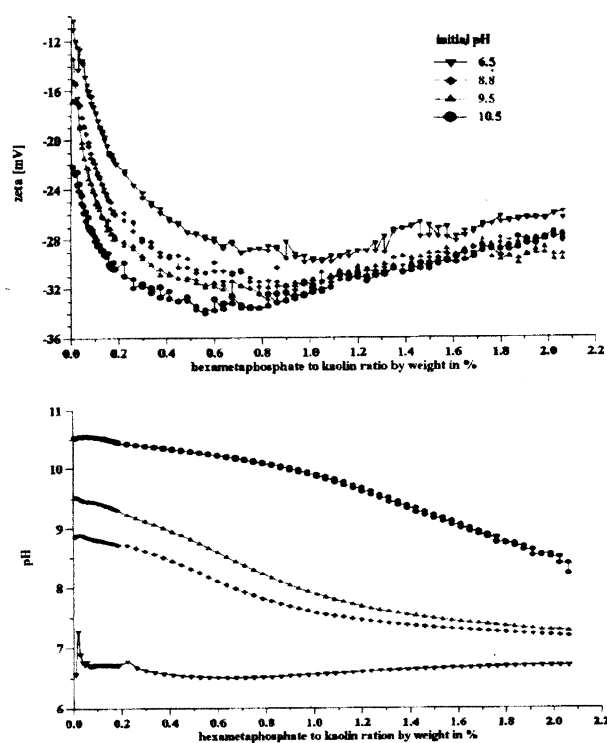 initial pH
6.5
8.8
9.5
10.5
zeta [mV]
-12
-16
-20
-28
-24
-28
-32
-36
0.0 0.2 0.4 0.6 0.8 1.0 1.2 1.4 1.6 1.8 2.0 2.2
hexametaphosphate to kaolin ratio by weight in %
pH
11
10
9
8
7
6
0.0 0.2 0.4 0.6 0.8 1.0 1.2 1.4 1.6 1.8 2.0 2.2
hexametaphosphate to kaolin ration by weight in %